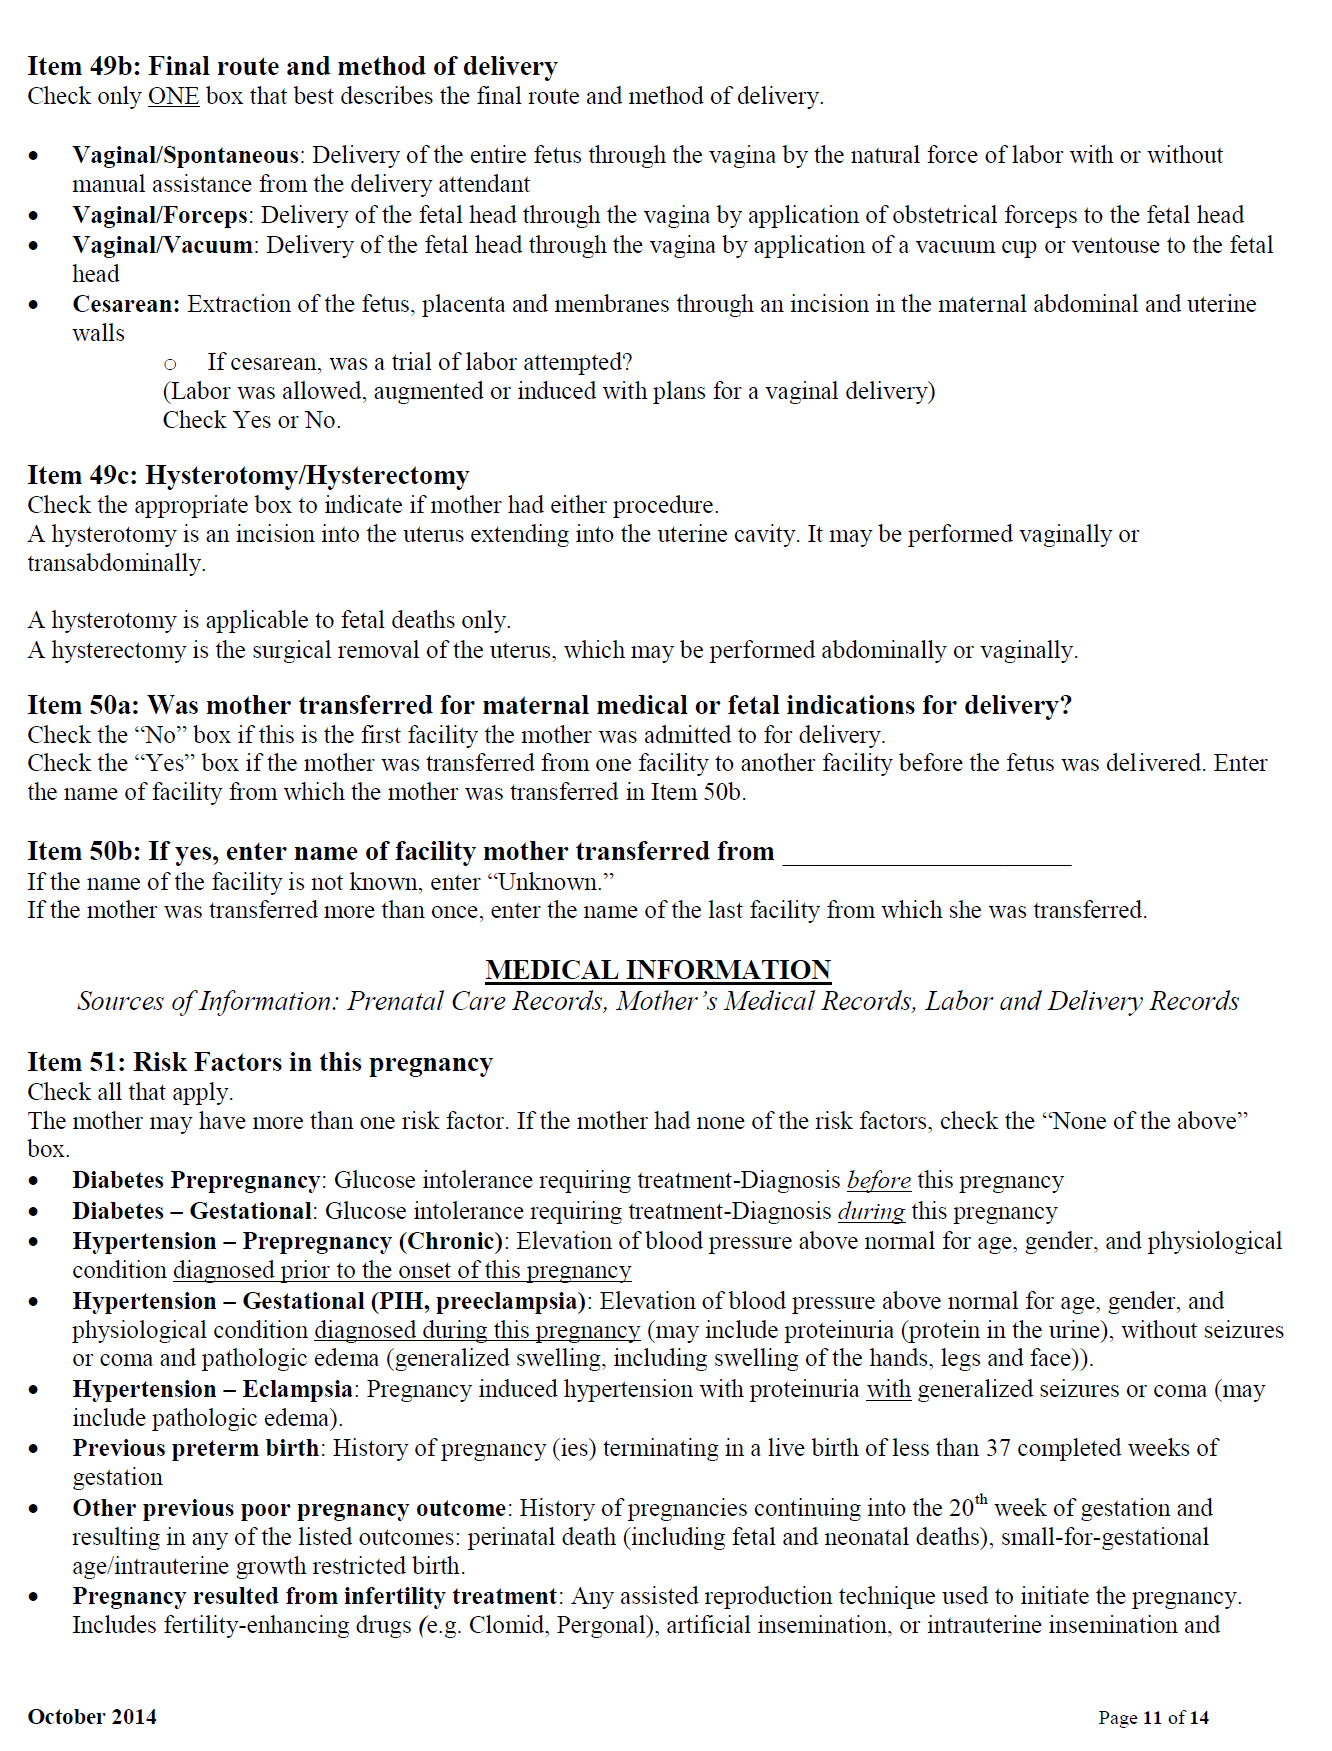 Item 49b: Final route and method of delivery
Check only ONE box that best describes the final route and method of delivery.
• Vaginal/Spontaneous: Delivery of the entire fetus through the vagina by the natural force of labor with or without
manual assistance from the delivery attendant
• Vaginal/Forceps: Delivery of the fetal head through the vagina by application of obstetrical forceps to the fetal head
• Vaginal/Vacuum: Delivery of the fetal head through the vagina by application of a vacuum cup or ventouse to the fetal
head
• Cesarean: Extraction of the fetus, placenta and membranes through an incision in the maternal abdominal and uterine
walls
o If cesarean, was a trial of labor attempted?
(Labor was allowed, augmented or induced with plans for a vaginal delivery)
Check Yes or No.
Item 49c: Hysterotomy/Hysterectomy
Check the appropriate box to indicate if mother had either procedure.
A hysterotomy is an incision into the uterus extending into the uterine cavity. It may be performed vaginally or
transabdominally.
A hysterotomy is applicable to fetal deaths only.
A hysterectomy is the surgical removal of the uterus, which may be performed abdominally or vaginally.
Item 50a: Was mother transferred for maternal medical or fetal indications for delivery?
Check the “No” box if this is the first facility the mother was admitted to for delivery.
Check the “Yes” box if the mother was transferred from one facility to another facility before the fetus was delivered. Enter
the name of facility from which the mother was transferred in Item 50b.
Item 50b: If yes, enter name of facility mother transferred from ______________________
If the name of the facility is not known, enter “Unknown.”
If the mother was transferred more than once, enter the name of the last facility from which she was transferred.
MEDICAL INFORMATION
Sources of Information: Prenatal Care Records, Mother’s Medical Records, Labor and Delivery Records
Item 51: Risk Factors in this pregnancy
Check all that apply.
The mother may have more than one risk factor. If the mother had none of the risk factors, check the “None of the above”
box.
• Diabetes Prepregnancy: Glucose intolerance requiring treatment-Diagnosis before this pregnancy
• Diabetes – Gestational: Glucose intolerance requiring treatment-Diagnosis during this pregnancy
• Hypertension – Prepregnancy (Chronic): Elevation of blood pressure above normal for age, gender, and physiological
condition diagnosed prior to the onset of this pregnancy
• Hypertension – Gestational (PIH, preeclampsia): Elevation of blood pressure above normal for age, gender, and
physiological condition diagnosed during this pregnancy (may include proteinuria (protein in the urine), without seizures
or coma and pathologic edema (generalized swelling, including swelling of the hands, legs and face)).
• Hypertension – Eclampsia: Pregnancy induced hypertension with proteinuria with generalized seizures or coma (may
include pathologic edema).
• Previous preterm birth: History of pregnancy (ies) terminating in a live birth of less than 37 completed weeks of
gestation
• Other previous poor pregnancy outcome: History of pregnancies continuing into the 20th week of gestation and
resulting in any of the listed outcomes: perinatal death (including fetal and neonatal deaths), small-for-gestational
age/intrauterine growth restricted birth.
• Pregnancy resulted from infertility treatment: Any assisted reproduction technique used to initiate the pregnancy.
Includes fertility-enhancing drugs (e.g. Clomid, Pergonal), artificial insemination, or intrauterine insemination and
October 2014
Page 11 of 14